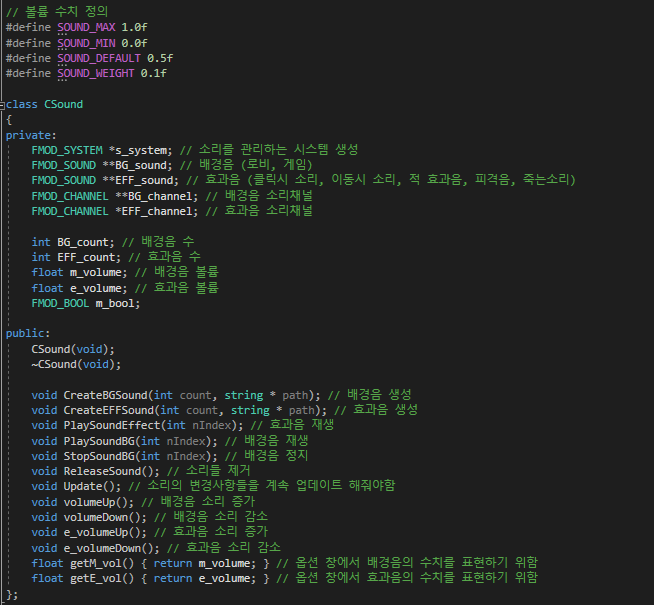 // 볼륨 수치 정의
#define SOUND_MAX 1.0f
#define SOUND_MIN 0.0f
#define SOUND_DEFAULT 0.5f
#define SOUND_WEIGHT 0.1f
class CSound
{
private:
FMOD_SYSTEM *s_system; // 소리를 관리하는 시스템 생성
FMOD_SOUND **BG_sound; // 배경음 (로비, 게임)
FMOD_SOUND **EFF_sound; // 효과음 (클릭시 소리, 이동시 소리, 적 효과음, 피격음, 죽는소리)
FMOD_CHANNEL **BG_channel; // 배경음 소리채널
FMOD_CHANNEL *EFF_channel; // 효과음 소리채널
int BG_count; // 배경음 수
int EFF_count; // 효과음 수
float m_volume; // 배경음 볼륨
float e_volume; // 효과음 볼륨
FMOD_BOOL m_bool;
public:
CSound(void);
~CSound(void);
void CreateBGSound(int count, string * path); // 배경음 생성
void CreateEFFSound(int count, string * path); // 효과음 생성
void PlaySoundEffect(int nIndex); // 효과음 재생
void PlaySoundBG(int nIndex); // 배경음 재생
void StopSoundBG(int nIndex); // 배경음 정지
void ReleaseSound(); // 소리들 제거
void Update(); // 소리의 변경사항들을 계속 업데이트 해줘야함
void volumeUp(); // 배경음 소리 증가
void volumeDown(); // 배경음 소리 감소
void e_volumeUp(); // 효과음 소리 증가
void e_volumeDown(); // 효과음 소리 감소
float getM_vol() { return m_volume; } // 옵션 창에서 배경음의 수치를 표현하기 위함
float getE_vol() { return e_volume; } // 옵션 창에서 효과음의 수치를 표현하기 위함
};